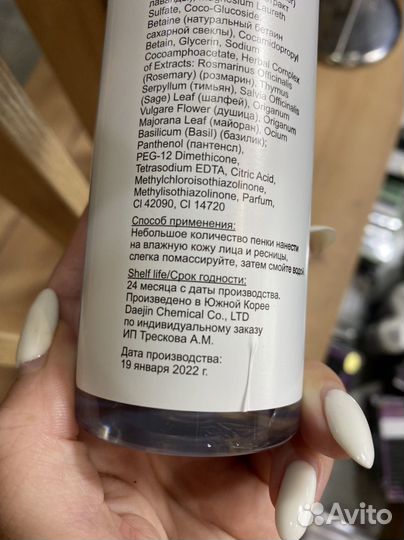 Sulfate, Coco-Glucoside,
Betaine (натуральный бетаин
сахарной свеклы), Cocamidopropyl
Betain, Glycerin, Sodium
Cocoamphoacetate, Herbal Complex
of Extracts: Rosmarinus Officinalis
(Rosemary) (розмарин), Thymus
Serpyllum (тимьян), Salvia Officinalis
(Sage) Leaf (шалфей), Origanum
Vulgare Flower (душица), Origanum
Majorana Leaf (майоран), Ocium
Basilicum (Basil) (базилик);
Panthenol (пантенсл),
PEG-12 Dimethicone,
Tetrasodium EDTA, Citric Acid,
Methylchloroisothiazolinone,
Methylisothiazolinone, Parfum,
CI 42090, CI 14720
Способ применения:
Небольшое количество пенки нанести
на влажную кожу лица и ресницы,
слегка помассируйте, затем смойте водой
Shelf life/Срок годности:
24 месяца с даты производства.
Произведено в Южной Корее
Daejin Chemical Co., LTD
по индивидуальному заказу
ИП Трескова А.М.
Дата производства:
19 января 2022 г.
Avito